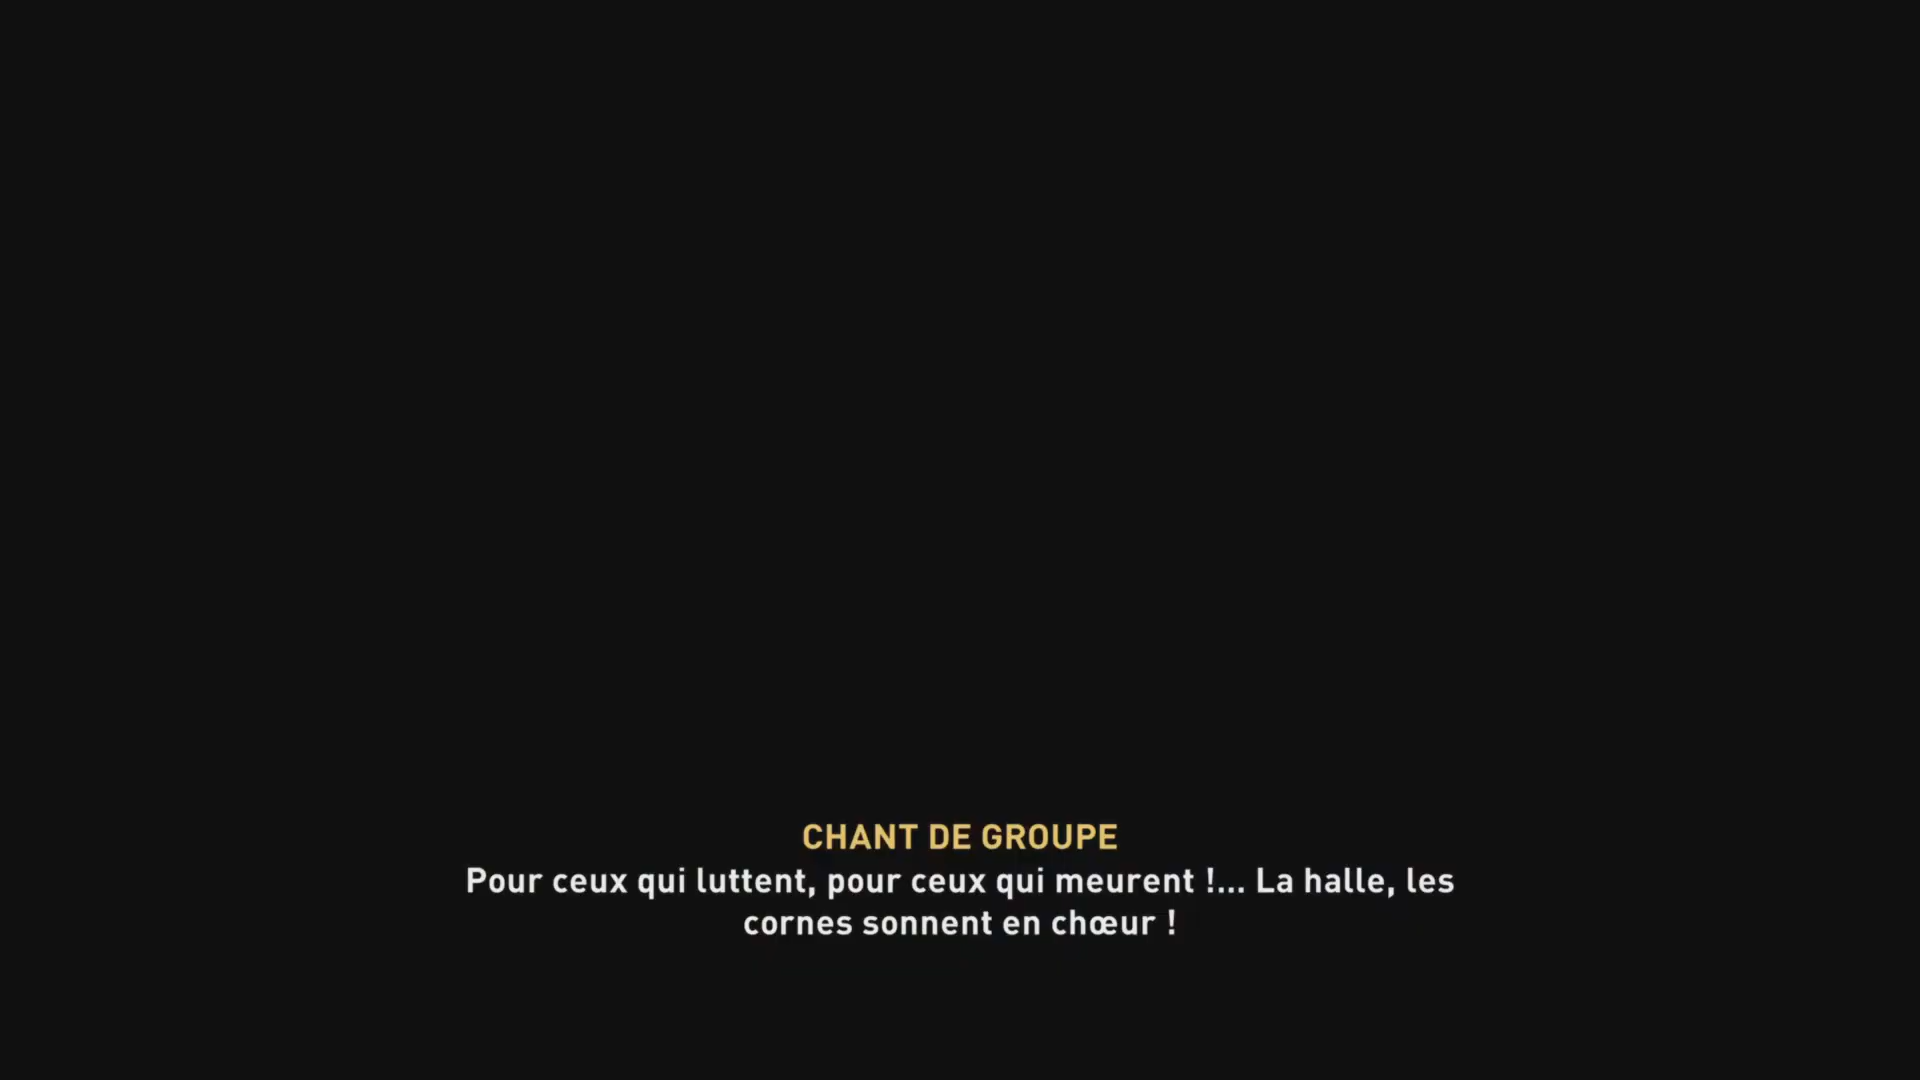 CHANT DE GROUPE
Pour ceux qui luttent, pour ceux qui meurent !... La halle, les
cornes sonnent en chœur !